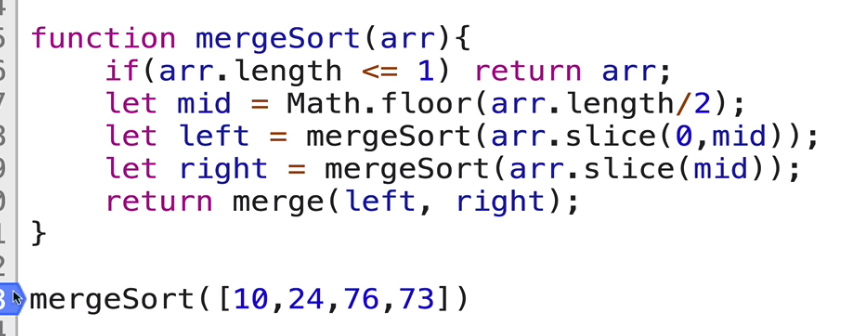 function mergeSort(arr){
if(arr.length <= 1) return arr;
let mid = Math.floor(arr.length/2);
let left = mergeSort(arr.slice(0,mid));
let right = mergeSort(arr.slice(mid));
return merge(left, right);
}
mergeSort([10,24,76,73])